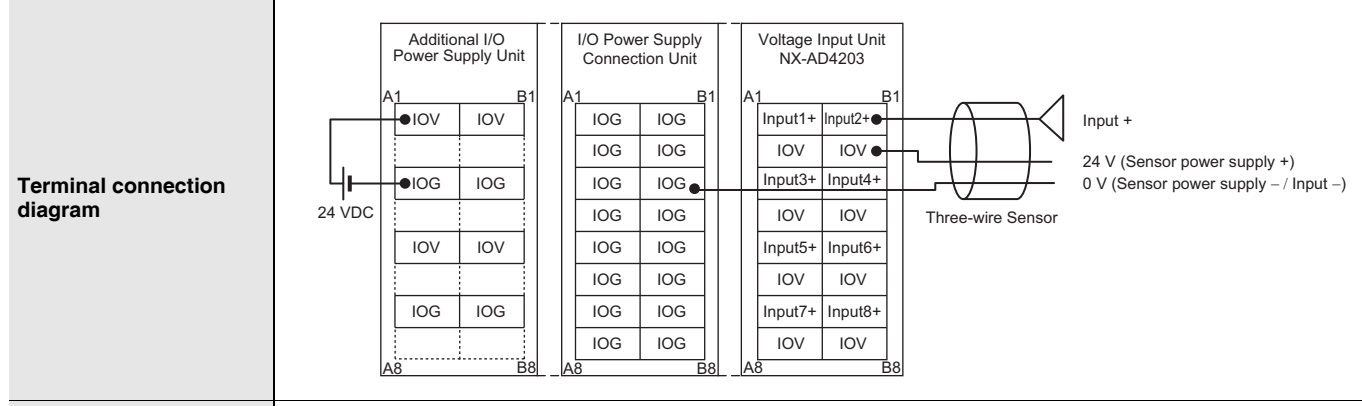 Terminal connection
diagram
Additional I/O
Power Supply Unit
A1 B1
IOV IOV
IOG IOG
IOV IOV
IOG IOG
A8 B8
24 VDC
I/O Power Supply
Connection Unit
A1 B1
IOG IOG
IOG IOG
IOG IOG
IOG IOG
IOG IOG
IOG IOG
IOG IOG
IOG IOG
A8 B8
Voltage Input Unit
NX-AD4203
A1 B1
Input1+ Input2+
IOV IOV
Input3+ Input4+
IOV IOV
Input5+ Input6+
IOV IOV
Input7+ Input8+
IOV IOV
A8 B8
Input +
24 V (Sensor power supply +)
0 V (Sensor power supply – / Input –)
Three-wire Sensor